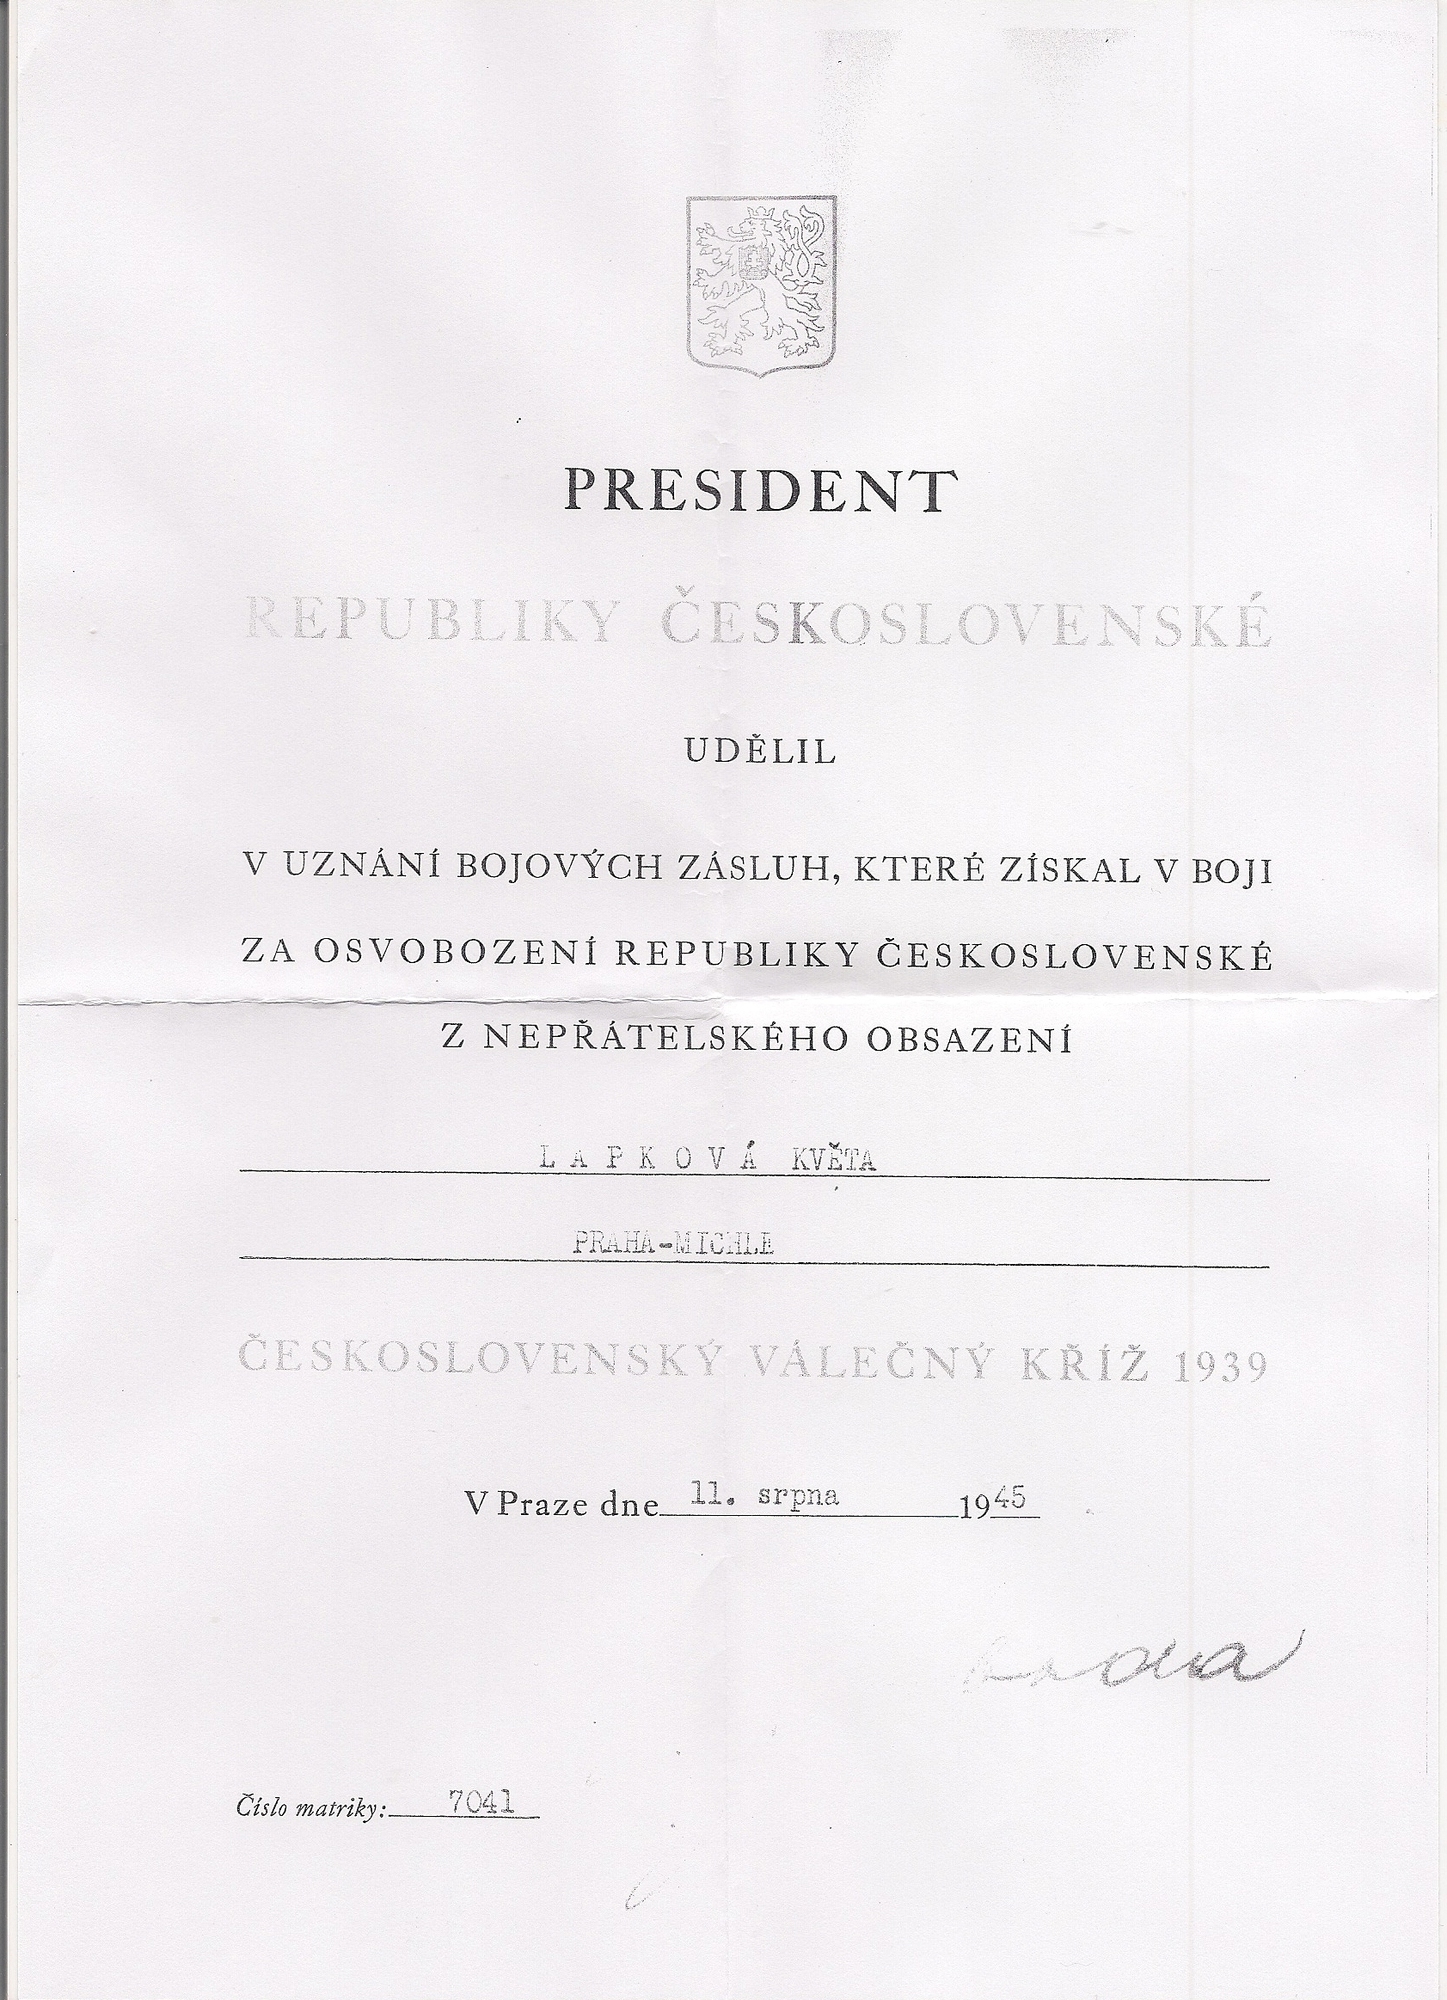 PRESIDENT
REPUBLIKY ČESKOSLOVENSKÉ
UDĚLIL
V UZNÁNÍ BOJOVÝCH ZÁSLUH, KTERÉ ZÍSKAL V BOJI
ZA OSVOBOZENÍ REPUBLIKY ČESKOSLOVENSKÉ
Z NEPŘÁTELSKÉHO OBSAZENÍ
LAPKOVÁ KVĚTA
PRAHA-MICHLE
ČESKOSLOVENSKÝ VÁLEČNÝ KŘÍŽ 1939
V Praze dne 11. srpna 1945
Číslo matriky: 7041